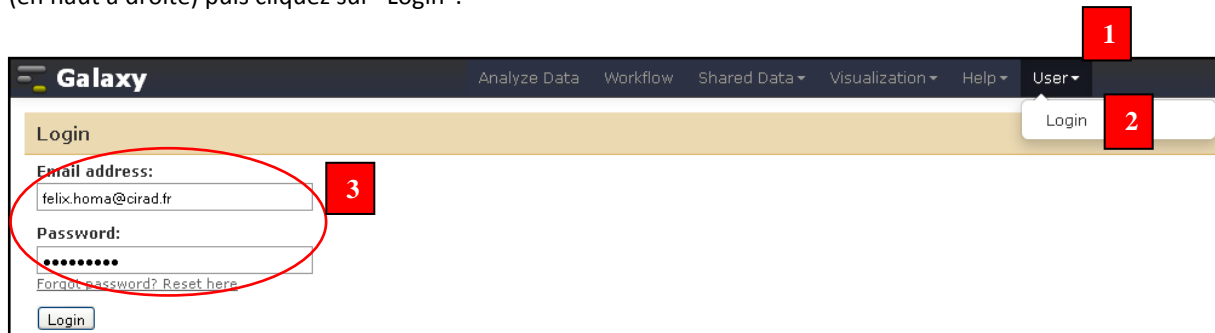 (en haut à droite) puis cliquez sur "Login".
1
Galaxy Analyze Data Workflow Shared Data Visualization Help User
Login 2
Login
Email address:
felix.homa@cirad.fr
3
Password:
•••••••••
Forgot password? Reset here
Login